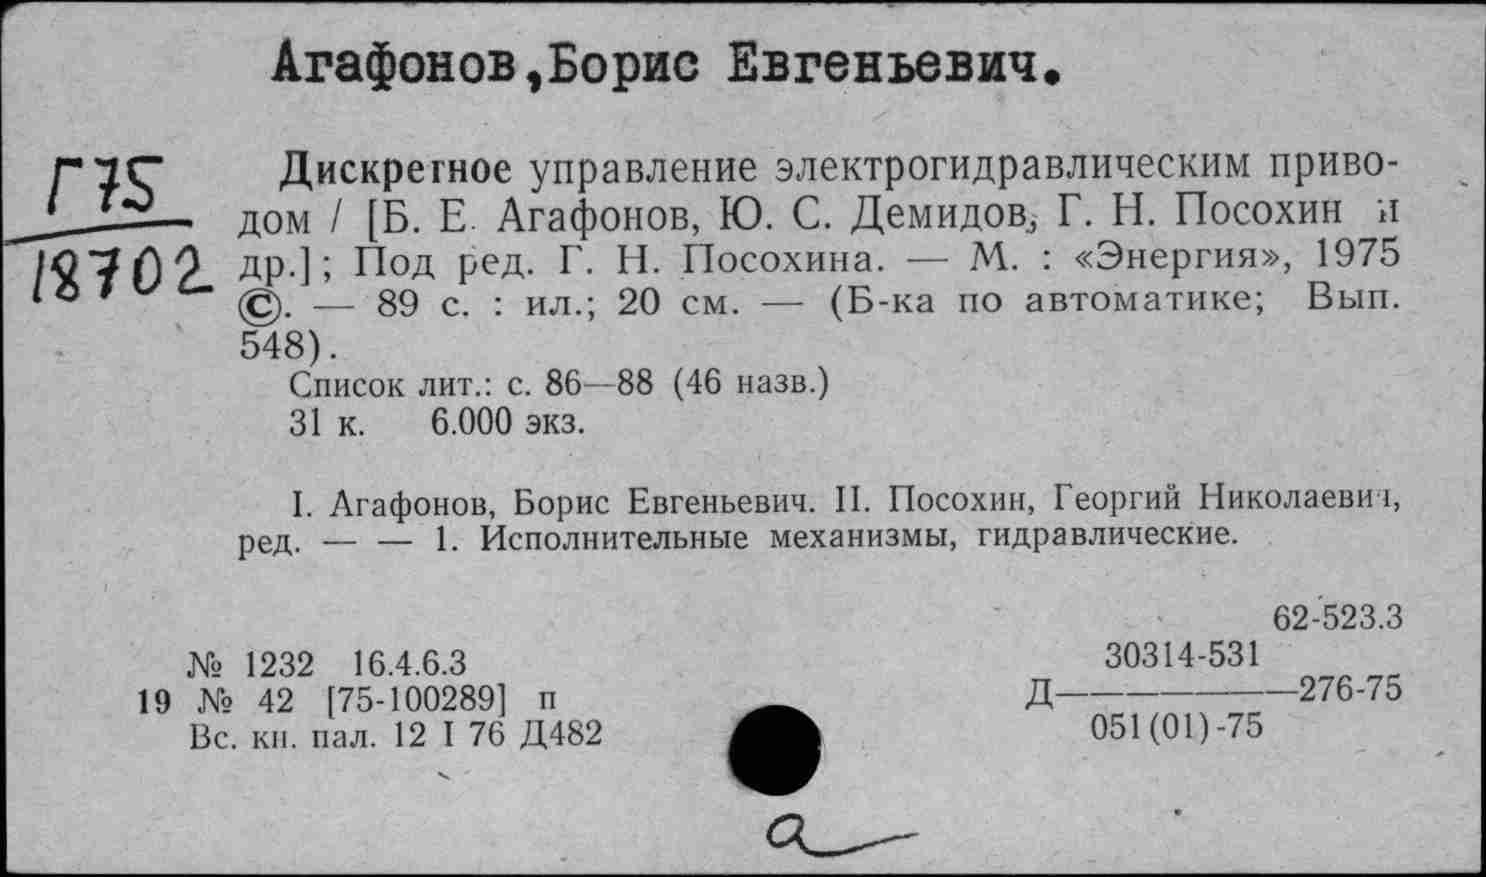 Агафонов,Борис Евгеньевич.
Г75
18702
Дискретное управление электрогидравлическим приво-
дом / [Б. Е. Агафонов, Ю. С. Демидов, Г. Н. Посохин и
др.]; Под ред. Г. Н. Посохина. — М. : «Энергия», 1975
©. — 89 с. : ил.; 20 см. — (Б-ка по автоматике; Вып.
548).
Список лит.: с. 86—88 (46 назв.)
31 к. 6.000 экз.
I. Агафонов, Борис Евгеньевич. II. Посохин, Георгий Николаевич,
ред. — — 1. Исполнительные механизмы, гидравлические.
62-523.3
№ 1232 16.4.6.3
19 № 42 [75-100289] п
Вс. кн. пал. 12 I 76 Д482
30314-531
Д—————276-75
051(01)-75
а